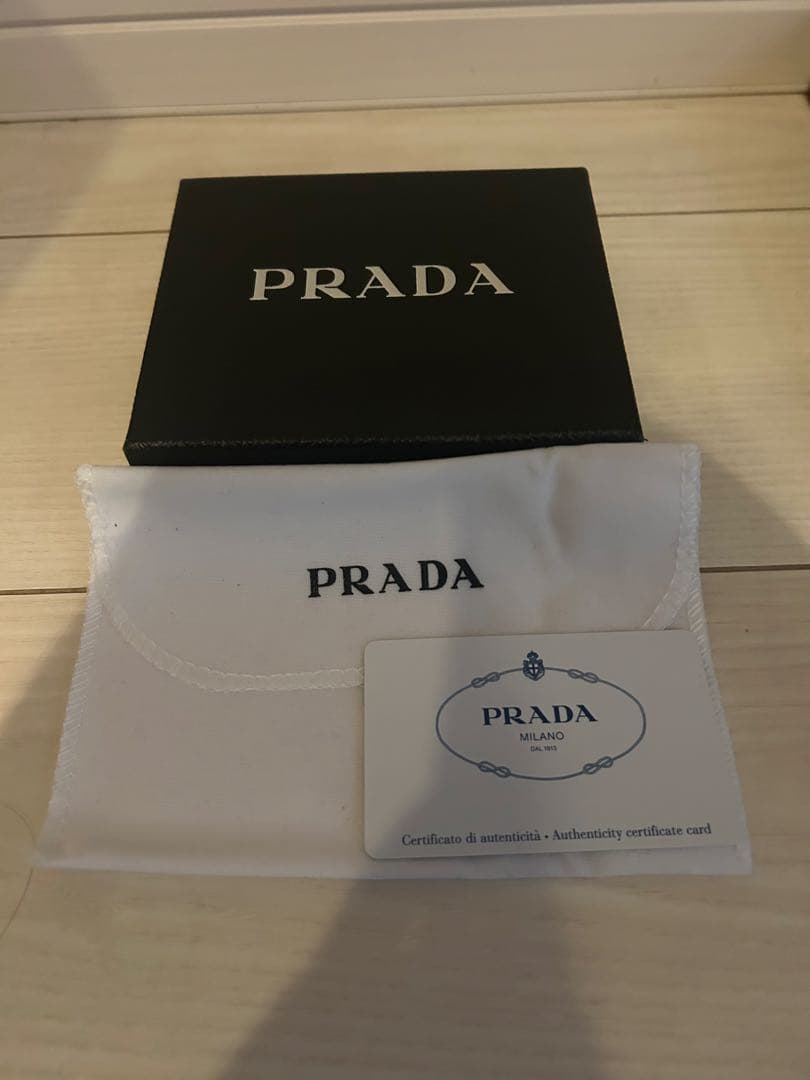 PRADA
PRADA
PRADA
MILANO
DAL 1913
Certificato di autenticità • Authenticity certificate card